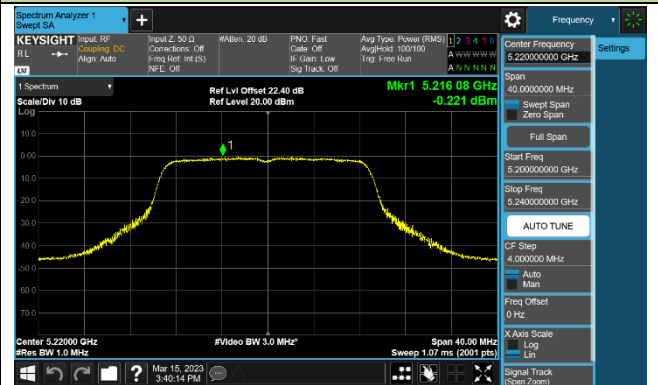 Spectrum Analyzer 1
Swept SA
Frequency
KEYSIGHT
RL
LXI
Input: RF
Coupling: DC
Align: Auto
Input Z: 50 Ω
Corrections: Off
Freq Ref: Int (S)
NFE: Off
#Atten: 20 dB
PNO: Fast
Gate: Off
IF Gain: Low
Sig Track: Off
Avg Type: Power (RMS)
Avg|Hold: 100/100
Trig: Free Run
1 2 3 4 5 6
A W W W W W
A N N N N N
1 Spectrum
Scale/Div 10 dB
Log
Ref Lvl Offset 22.40 dB
Ref Level 20.00 dBm
Mkr1 5.216 08 GHz
-0.221 dBm
1
10.0
0.00
-10.0
-20.0
-30.0
-40.0
-50.0
-60.0
-70.0
Center 5.22000 GHz
#Res BW 1.0 MHz
#Video BW 3.0 MHz*
Span 40.00 MHz
Sweep 1.07 ms (2001 pts)
Mar 15, 2023
3:40:14 PM
?
Center Frequency
5.220000000 GHz
Settings
Span
40.0000000 MHz
Swept Span
Zero Span
Full Span
Start Freq
5.200000000 GHz
Stop Freq
5.240000000 GHz
AUTO TUNE
CF Step
4.000000 MHz
Auto
Man
Freq Offset
0 Hz
X Axis Scale
Log
Lin
Signal Track
(Span Zoom)